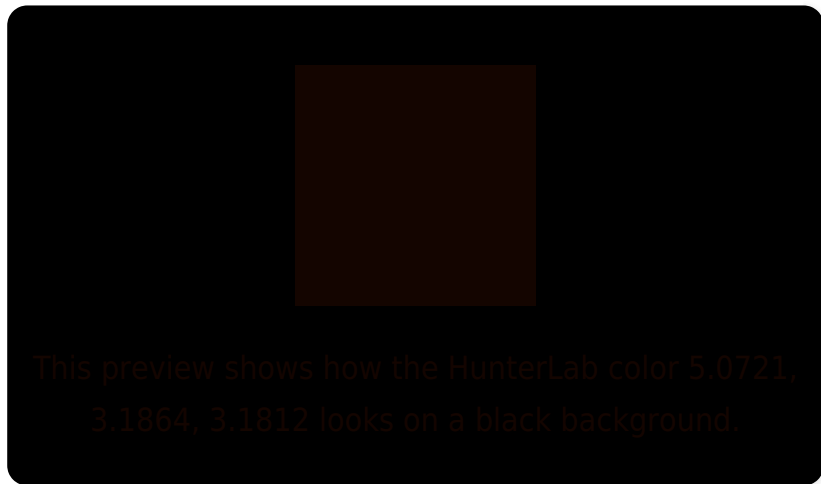 This preview shows how the HunterLab color 5.0721,
3.1864, 3.1812 looks on a black background.